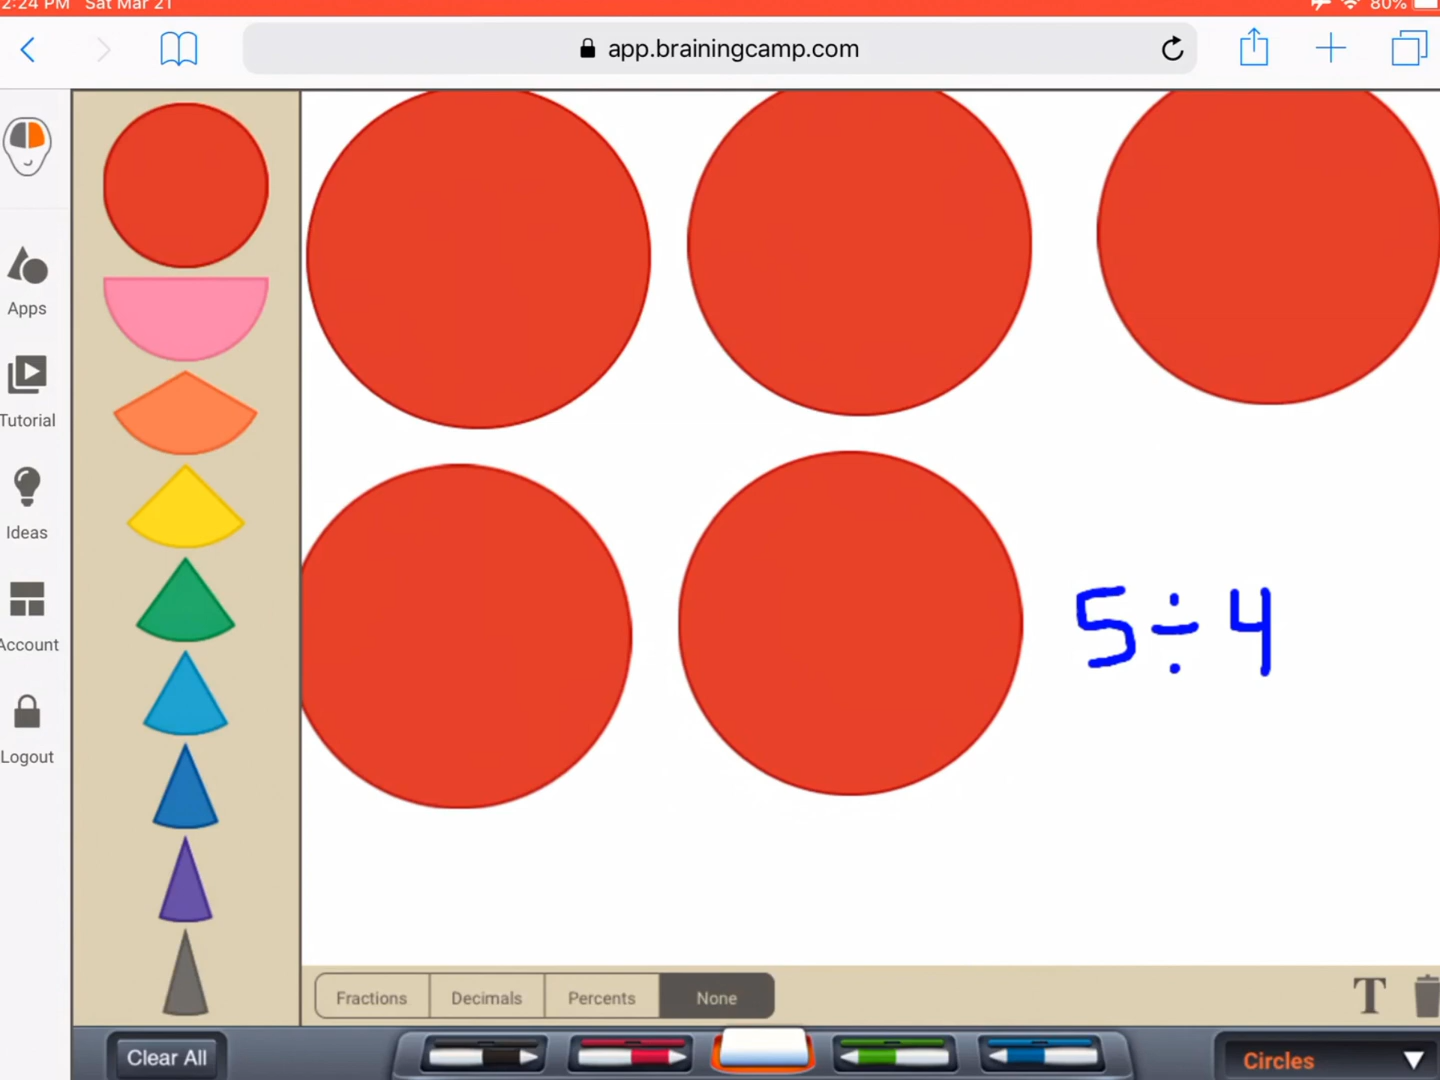 2:24 PM Sat Mar 21 80%
app.brainingcamp.com
Apps
Tutorial
Ideas
Account
Logout
5÷4
Fractions Decimals Percents None T
Clear All Circles